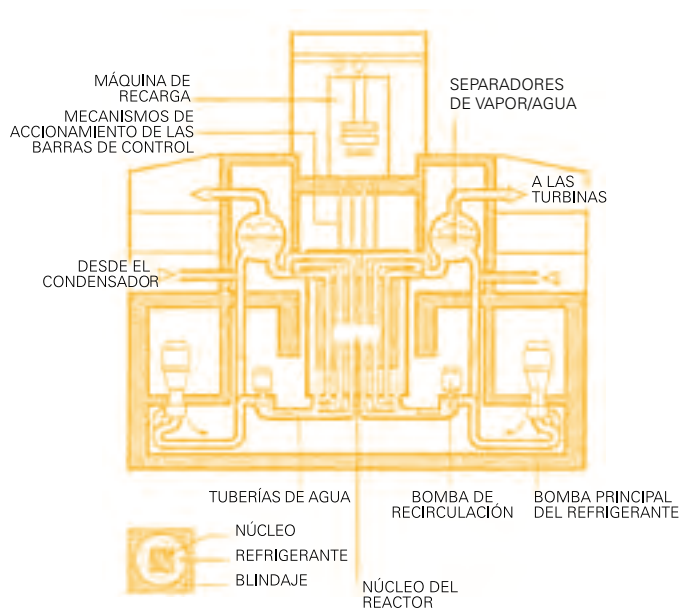 MÁQUINA DE
RECARGA
MECANISMOS DE
ACCIONAMIENTO DE LAS
BARRAS DE CONTROL
SEPARADORES
DE VAPOR/AGUA
A LAS
TURBINAS
DESDE EL
CONDENSADOR
TUBERÍAS DE AGUA
BOMBA DE
RECIRCULACIÓN
BOMBA PRINCIPAL
DEL REFRIGERANTE
NÚCLEO
REFRIGERANTE
BLINDAJE
NÚCLEO DEL
REACTOR